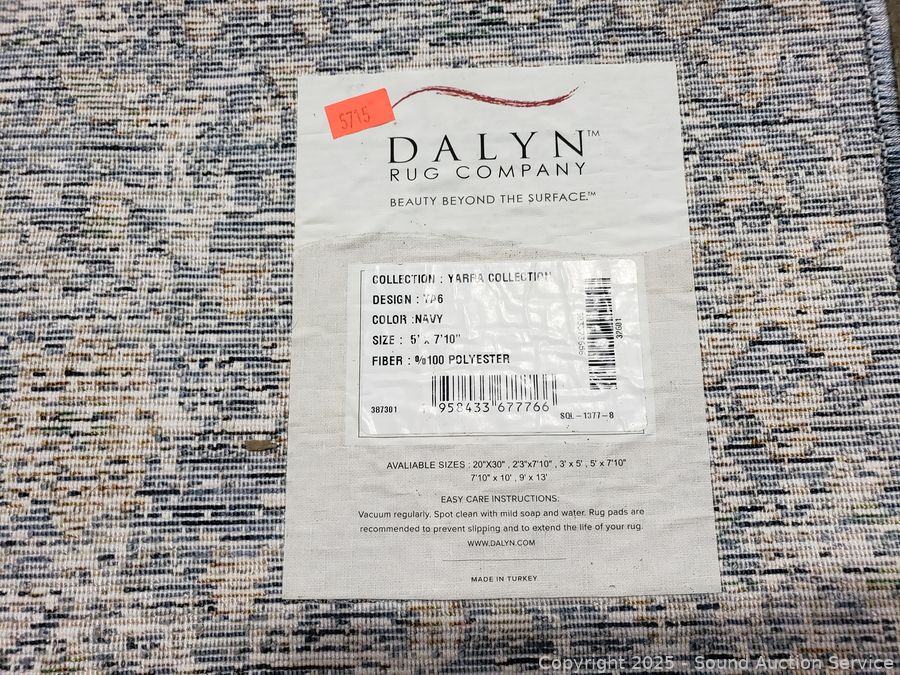 5715
DALYN™
RUG COMPANY
BEAUTY BEYOND THE SURFACE.™
COLLECTION : YARRA COLLECTION
DESIGN : YA6
COLOR :NAVY
SIZE : 5' x 7'10"
FIBER : %100 POLYESTER
32601
387301
958433 677766
SQL-1377-8
AVAILABLE SIZES : 20"X30" , 2'3"x7'10" , 3' x 5' , 5' x 7'10"
7'10" x 10' , 9' x 13'
EASY CARE INSTRUCTIONS:
Vacuum regularly. Spot clean with mild soap and water. Rug pads are
recommended to prevent slipping and to extend the life of your rug.
WWW.DALYN.COM
MADE IN TURKEY
Copyright 2025 - Sound Auction Service